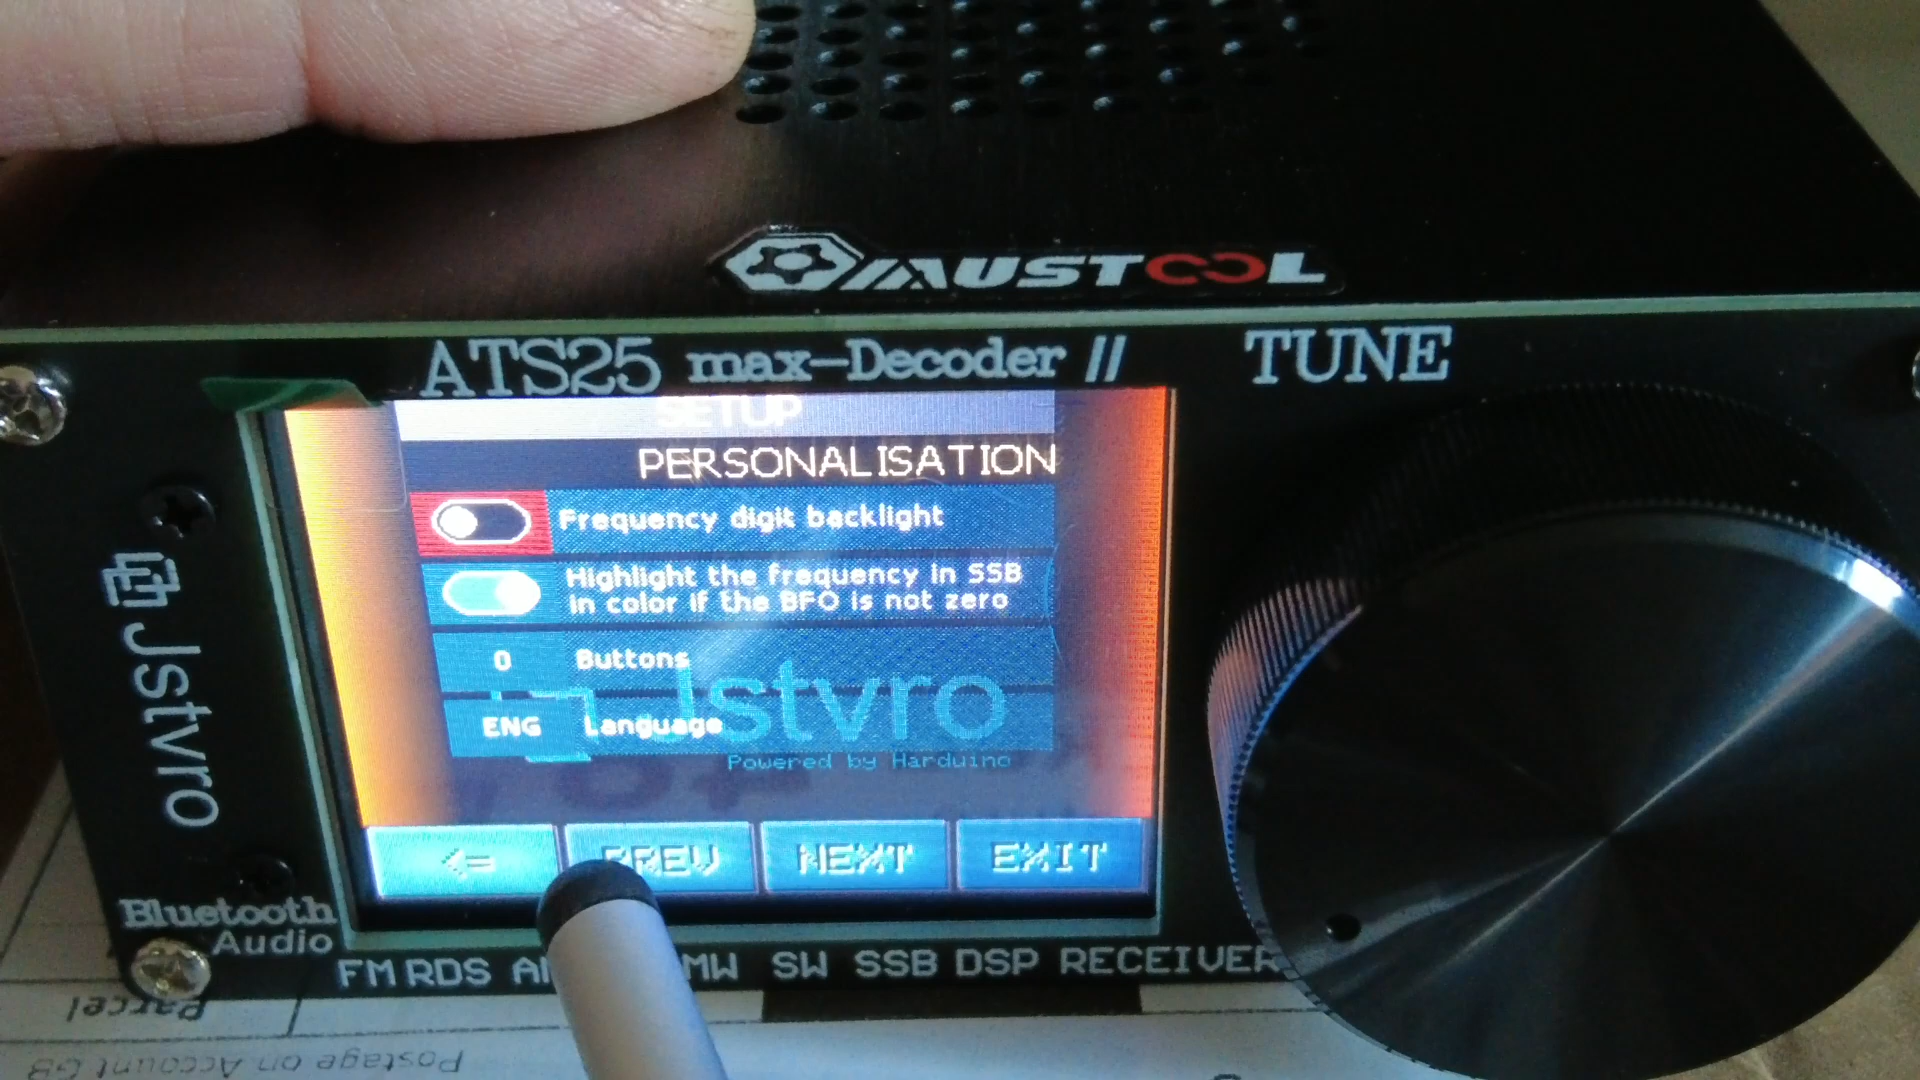 AUSTOOL
ATS25 max-Decoder II
TUNE
SETUP
PERSONALISATION
Frequency digit backlight
Highlight the frequency in SSB
in color if the BFO is not zero
0 Buttons
ENG Language
Jstvro
Powered by Harduino
<= PREV NEXT EXIT
Jstvro
Bluetooth
Audio
FM RDS MW SW SSB DSP RECEIVER
Parcel
Postage on Account GB